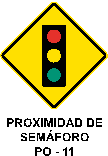 PROXIMIDAD DE
SEMÁFORO
PO - 11